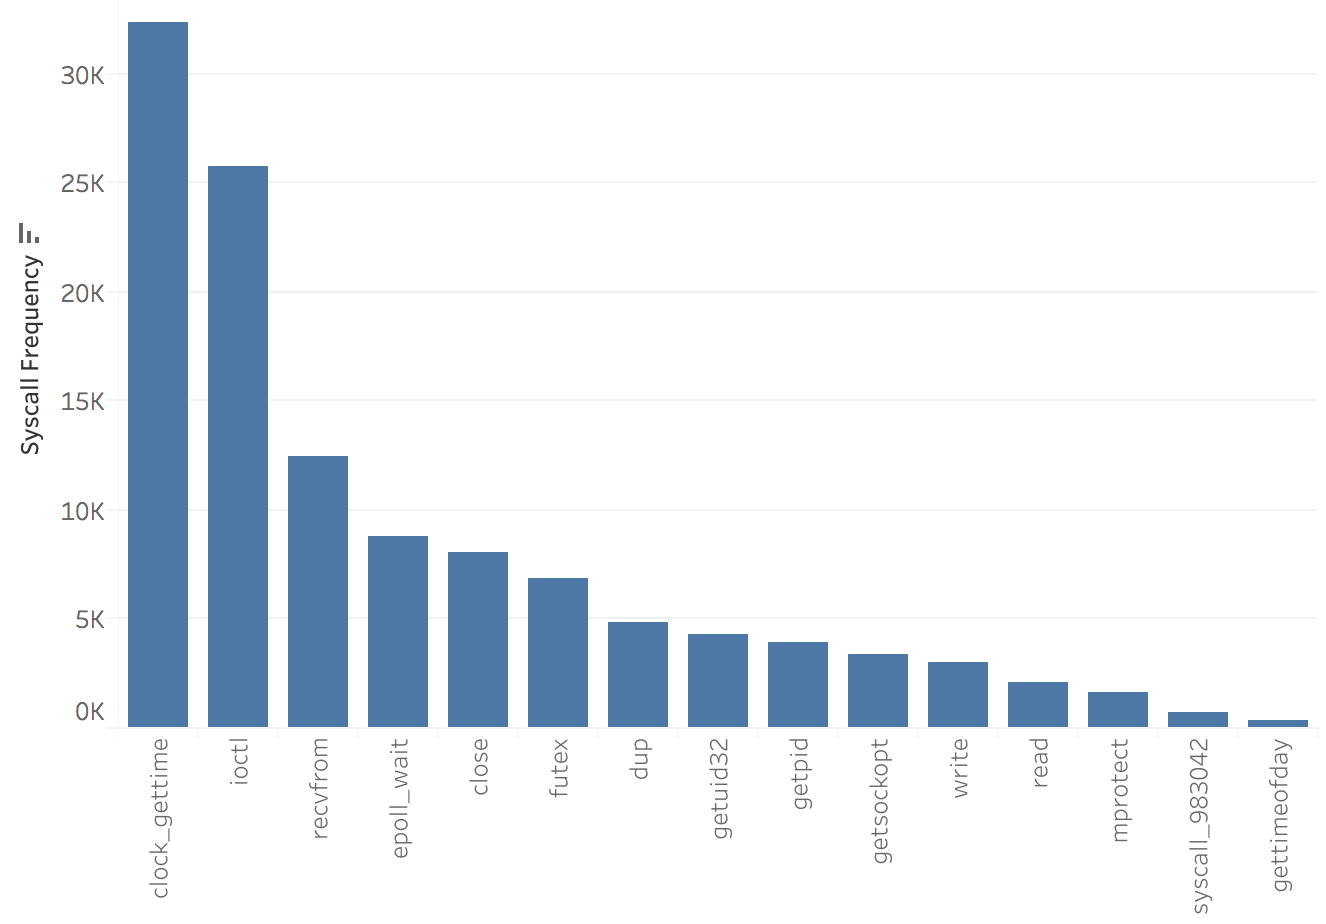 Syscall Frequency
30K
25K
20K
15K
10K
5K
0K
clock_gettime
ioctl
recvfrom
epoll_wait
close
futex
dup
getuid32
getpid
getsockopt
write
read
mprotect
syscall_983042
gettimeofday